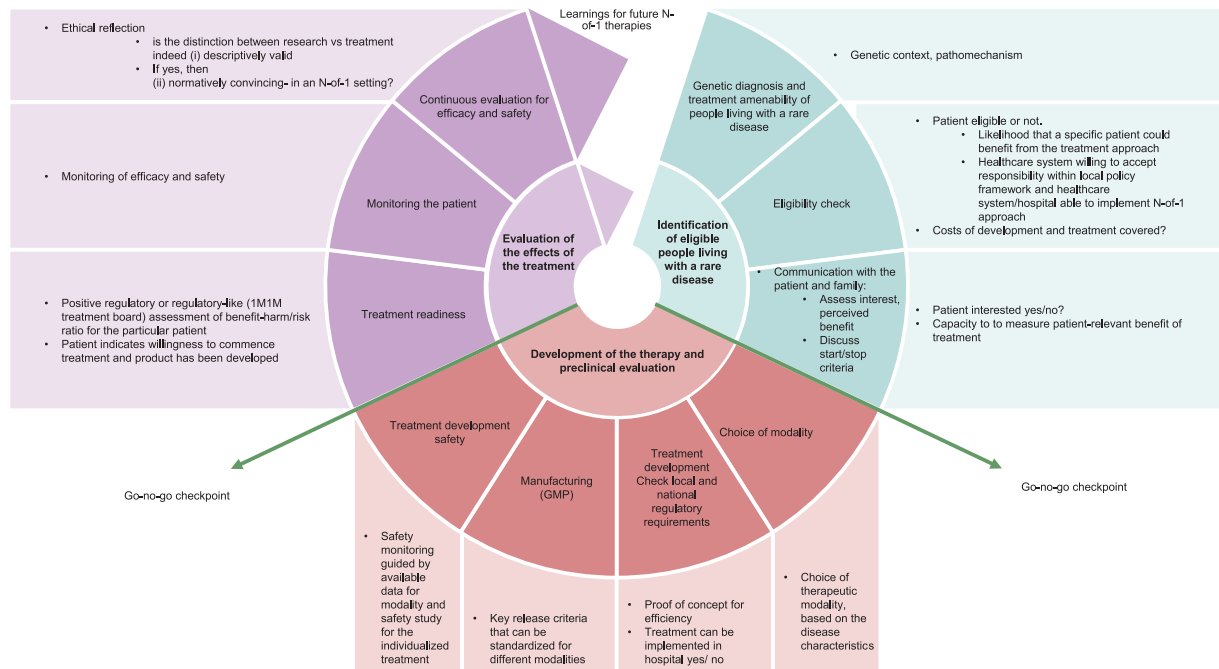 Learnings for future N-
of-1 therapies
• Ethical reflection
• is the distinction between research vs treatment
indeed (i) descriptively valid
• If yes, then
(ii) normatively convincing- in an N-of-1 setting?
• Monitoring of efficacy and safety
• Positive regulatory or regulatory-like (1M1M
treatment board) assessment of benefit-harm/risk
ratio for the particular patient
• Patient indicates willingness to commence
treatment and product has been developed
Continuous evaluation for
efficacy and safety
Monitoring the patient
Treatment readiness
Evaluation of
the effects of
the treatment
Genetic diagnosis and
treatment amenability of
people living with a rare
disease
Eligibility check
Identification
of eligible
people living
with a rare
disease
• Communication with the
patient and family:
• Assess interest,
perceived
benefit
• Discuss
start/stop
criteria
• Genetic context, pathomechanism
• Patient eligible or not.
• Likelihood that a specific patient could
benefit from the treatment approach
• Healthcare system willing to accept
responsibility within local policy
framework and healthcare
system/hospital able to implement N-of-1
approach
• Costs of development and treatment covered?
• Patient interested yes/no?
• Capacity to to measure patient-relevant benefit of
treatment
Development of the therapy and
preclinical evaluation
Treatment development
safety
Manufacturing
(GMP)
Treatment
development
Check local and
national
regulatory
requirements
Choice of modality
Go-no-go checkpoint
Go-no-go checkpoint
• Safety
monitoring
guided by
available
data for
modality and
safety study
for the
individualized
treatment
• Key release criteria
that can be
standardized for
different modalities
• Proof of concept for
efficiency
• Treatment can be
implemented in
hospital yes/ no
• Choice of
therapeutic
modality,
based on the
disease
characteristics